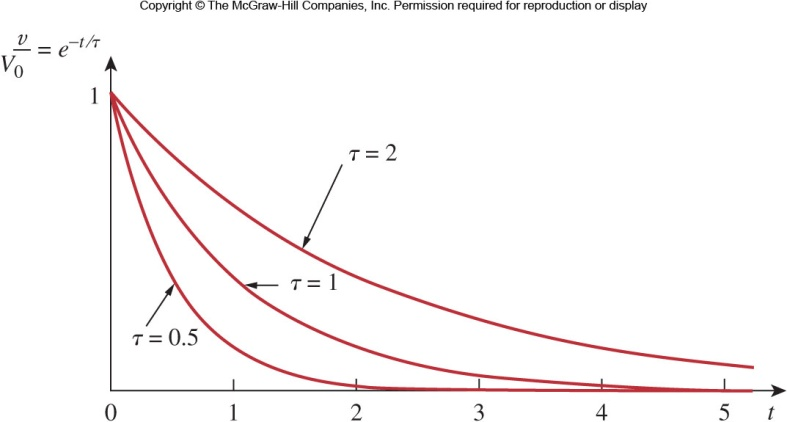 Copyright © The McGraw-Hill Companies, Inc. Permission required for reproduction or display
v/V₀ = e^−t/τ
1
τ = 2
τ = 1
τ = 0.5
0 1 2 3 4 5 t